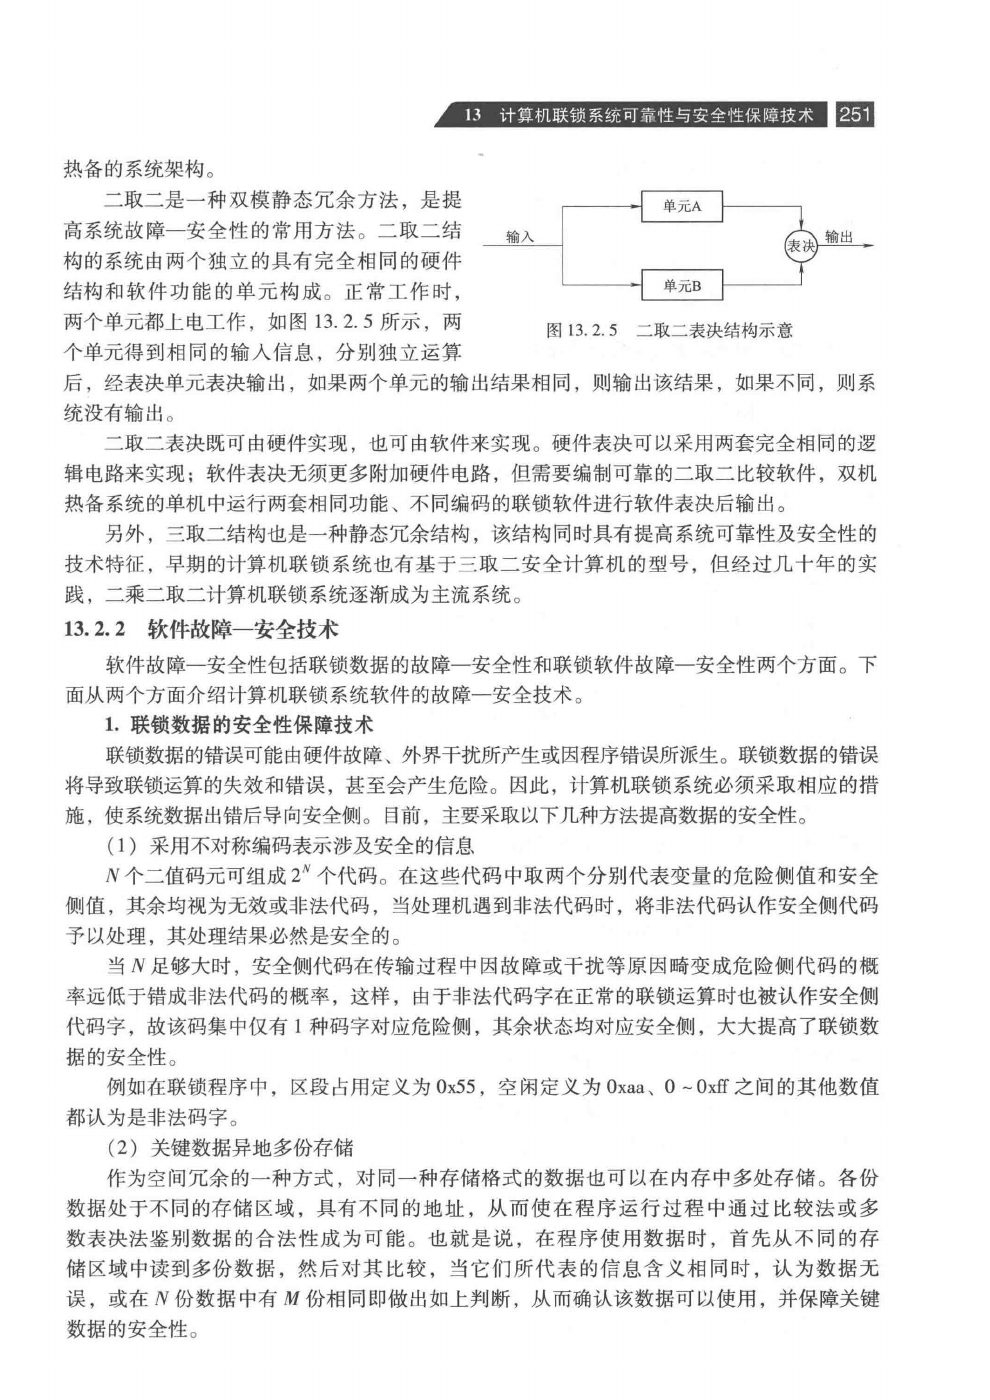 13 计算机联锁系统可靠性与安全性保障技术 251
热备的系统架构。
二取二是一种双模静态冗余方法，是提
高系统故障—安全性的常用方法。二取二结
构的系统由两个独立的具有完全相同的硬件
结构和软件功能的单元构成。正常工作时，
两个单元都上电工作，如图 13.2.5 所示，两
个单元得到相同的输入信息，分别独立运算
单元A
输入
表决
输出
单元B
图 13.2.5 二取二表决结构示意
后，经表决单元表决输出，如果两个单元的输出结果相同，则输出该结果，如果不同，则系
统没有输出。
二取二表决既可由硬件实现，也可由软件来实现。硬件表决可以采用两套完全相同的逻
辑电路来实现；软件表决无须更多附加硬件电路，但需要编制可靠的二取二比较软件，双机
热备系统的单机中运行两套相同功能、不同编码的联锁软件进行软件表决后输出。
另外，三取二结构也是一种静态冗余结构，该结构同时具有提高系统可靠性及安全性的
技术特征，早期的计算机联锁系统也有基于三取二安全计算机的型号，但经过几十年的实
践，二乘二取二计算机联锁系统逐渐成为主流系统。
13.2.2 软件故障—安全技术
软件故障—安全性包括联锁数据的故障—安全性和联锁软件故障—安全性两个方面。下
面从两个方面介绍计算机联锁系统软件的故障—安全技术。
1. 联锁数据的安全性保障技术
联锁数据的错误可能由硬件故障、外界干扰所产生或因程序错误所派生。联锁数据的错误
将导致联锁运算的失效和错误，甚至会产生危险。因此，计算机联锁系统必须采取相应的措
施，使系统数据出错后导向安全侧。目前，主要采取以下几种方法提高数据的安全性。
（1）采用不对称编码表示涉及安全的信息
N 个二值码元可组成 2^N 个代码。在这些代码中取两个分别代表变量的危险侧值和安全
侧值，其余均视为无效或非法代码，当处理机遇到非法代码时，将非法代码认作安全侧代码
予以处理，其处理结果必然是安全的。
当 N 足够大时，安全侧代码在传输过程中因故障或干扰等原因畸变成危险侧代码的概
率远低于错成非法代码的概率，这样，由于非法代码字在正常的联锁运算时也被认作安全侧
代码字，故该码集中仅有 1 种码字对应危险侧，其余状态均对应安全侧，大大提高了联锁数
据的安全性。
例如在联锁程序中，区段占用定义为 0x55，空闲定义为 0xaa、0 ~ 0xff 之间的其他数值
都认为是非法码字。
（2）关键数据异地多份存储
作为空间冗余的一种方式，对同一种存储格式的数据也可以在内存中多处存储。各份
数据处于不同的存储区域，具有不同的地址，从而使在程序运行过程中通过比较法或多
数表决法鉴别数据的合法性成为可能。也就是说，在程序使用数据时，首先从不同的存
储区域中读到多份数据，然后对其比较，当它们所代表的信息含义相同时，认为数据无
误，或在 N 份数据中有 M 份相同即做出如上判断，从而确认该数据可以使用，并保障关键
数据的安全性。